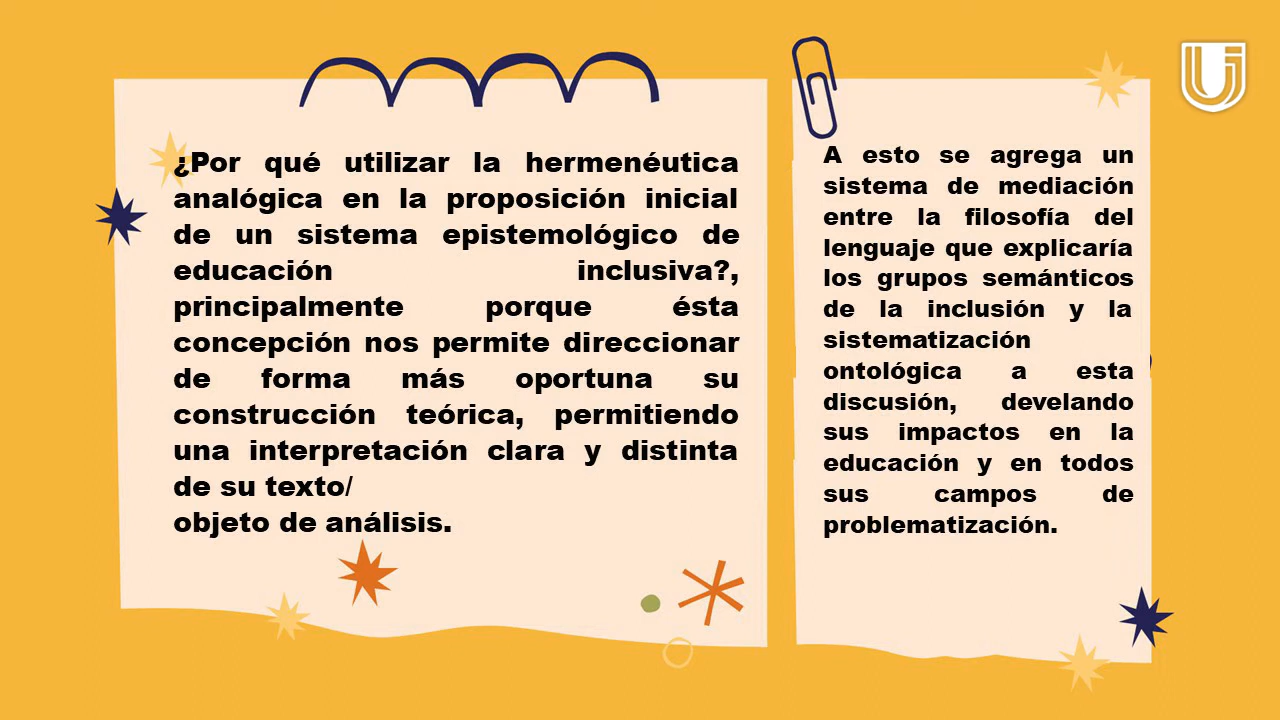 ¿Por qué utilizar la hermenéutica
analógica en la proposición inicial
de un sistema epistemológico de
educación inclusiva?,
principalmente porque ésta
concepción nos permite direccionar
de forma más oportuna su
construcción teórica, permitiendo
una interpretación clara y distinta
de su texto/
objeto de análisis.
A esto se agrega un
sistema de mediación
entre la filosofía del
lenguaje que explicaría
los grupos semánticos
de la inclusión y la
sistematización
ontológica a esta
discusión, develando
sus impactos en la
educación y en todos
sus campos de
problematización.